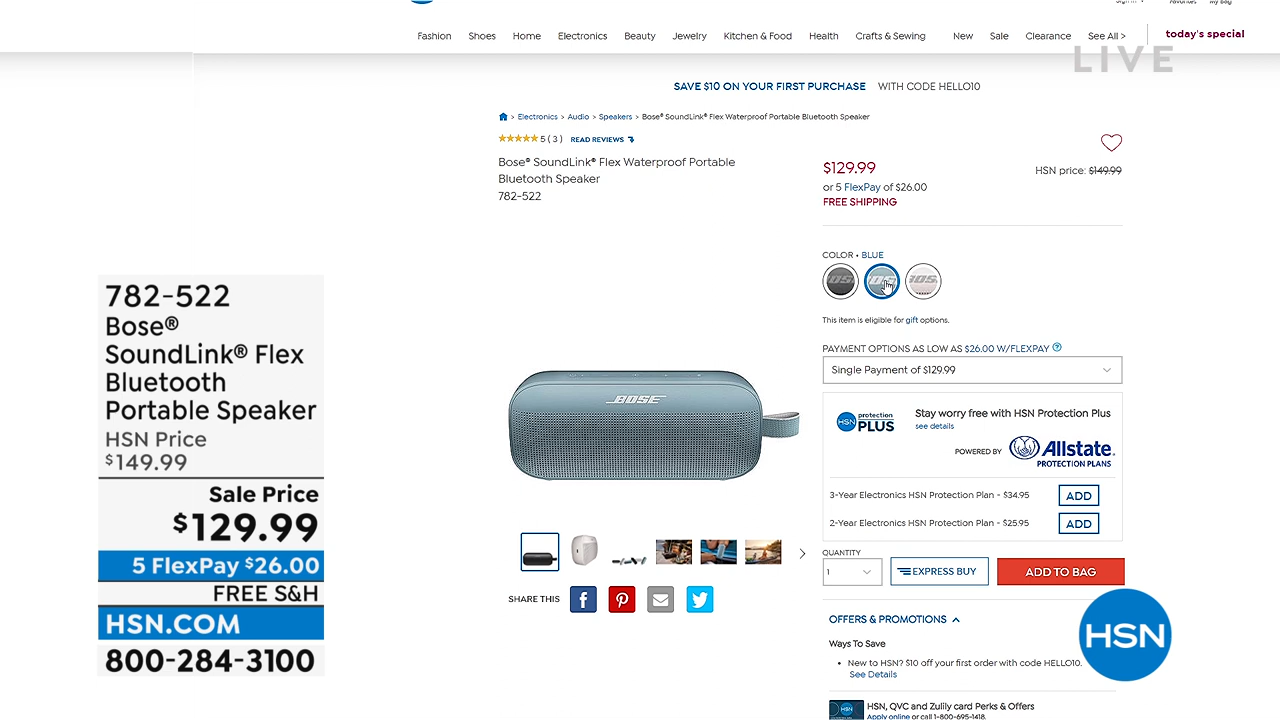 Fashion Shoes Home Electronics Beauty Jewelry Kitchen & Food Health Crafts & Sewing New Sale Clearance See All > today's special
LIVE
SAVE $10 ON YOUR FIRST PURCHASE WITH CODE HELLO10
> Electronics > Audio > Speakers > Bose® SoundLink® Flex Waterproof Portable Bluetooth Speaker
5 ( 3 ) READ REVIEWS
Bose® SoundLink® Flex Waterproof Portable
Bluetooth Speaker
782-522
$129.99
HSN price: $149.99
or 5 FlexPay of $26.00
FREE SHIPPING
COLOR • BLUE
This item is eligible for gift options.
PAYMENT OPTIONS AS LOW AS $26.00 W/FLEXPAY ?
Single Payment of $129.99
HSN protection PLUS
Stay worry free with HSN Protection Plus
see details
POWERED BY Allstate.
PROTECTION PLANS
3-Year Electronics HSN Protection Plan - $34.95 ADD
2-Year Electronics HSN Protection Plan - $25.95 ADD
QUANTITY
1
EXPRESS BUY
ADD TO BAG
OFFERS & PROMOTIONS
Ways To Save
• New to HSN? $10 off your first order with code HELLO10.
See Details
HSN, QVC and Zulily card Perks & Offers
Apply online or call 1-800-695-1418.
BOSE
SHARE THIS
782-522
Bose®
SoundLink® Flex
Bluetooth
Portable Speaker
HSN Price
$149.99
Sale Price
$129.99
5 FlexPay $26.00
FREE S&H
HSN.COM
800-284-3100
HSN